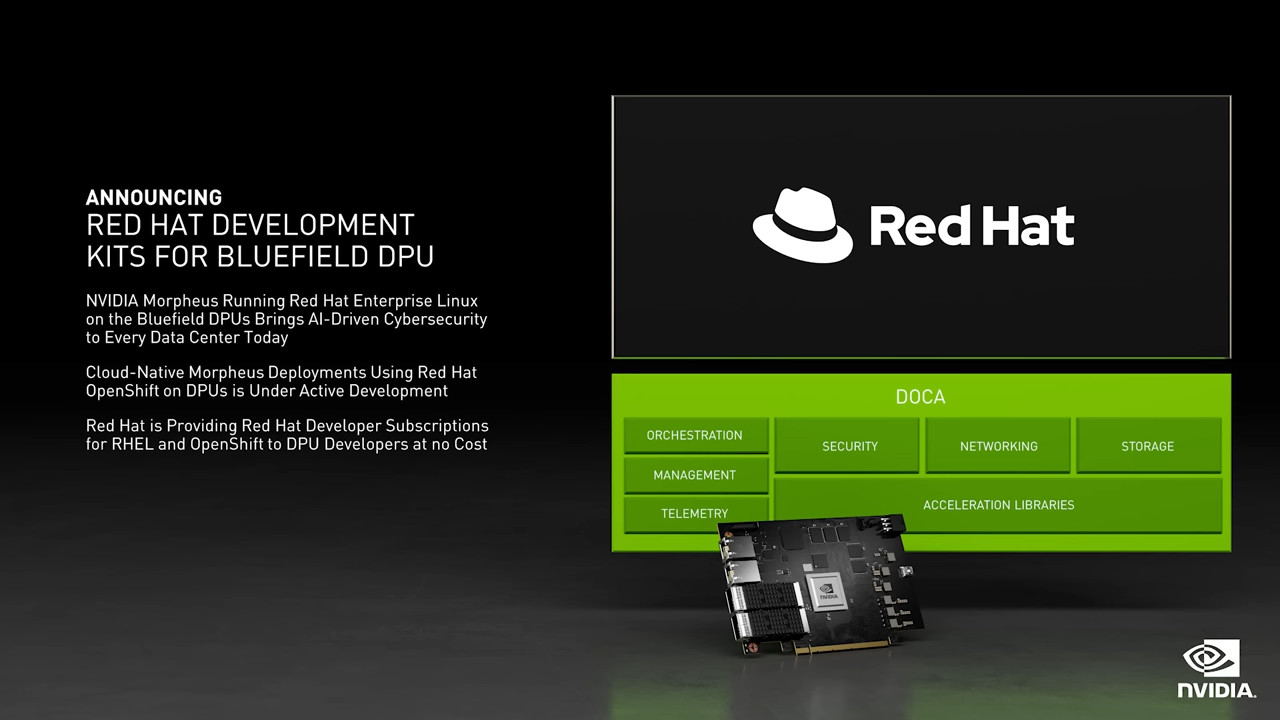 ANNOUNCING
RED HAT DEVELOPMENT
KITS FOR BLUEFIELD DPU
NVIDIA Morpheus Running Red Hat Enterprise Linux
on the Bluefield DPUs Brings AI-Driven Cybersecurity
to Every Data Center Today
Cloud-Native Morpheus Deployments Using Red Hat
OpenShift on DPUs is Under Active Development
Red Hat is Providing Red Hat Developer Subscriptions
for RHEL and OpenShift to DPU Developers at no Cost
Red Hat
DOCA
ORCHESTRATION
MANAGEMENT
TELEMETRY
SECURITY
NETWORKING
STORAGE
ACCELERATION LIBRARIES
NVIDIA
NVIDIA.